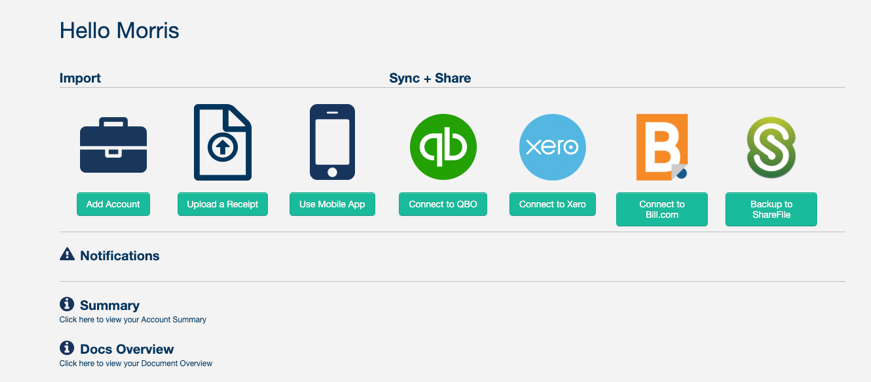 Hello Morris
Import
Sync + Share
qb
xero
B
S
Add Account
Upload a Receipt
Use Mobile App
Connect to QBO
Connect to Xero
Connect to
Bill.com
Backup to
ShareFile
Notifications
Summary
Click here to view your Account Summary
Docs Overview
Click here to view your Document Overview